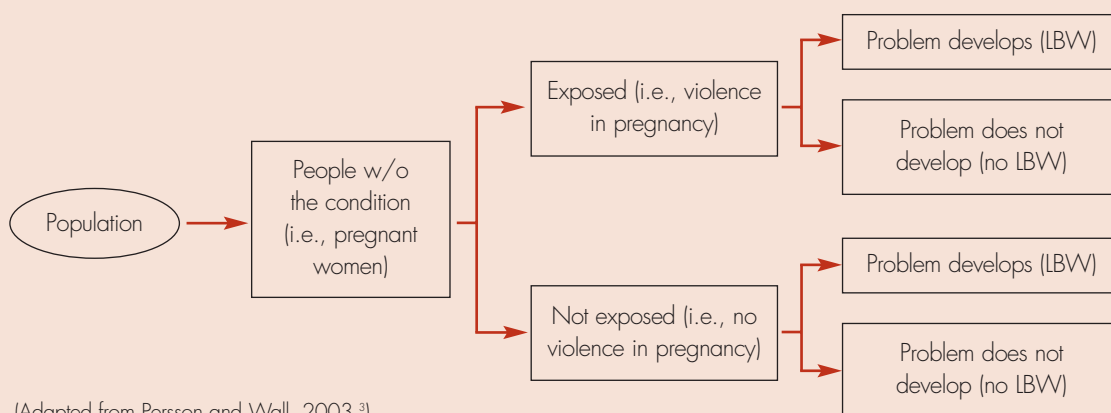 Population
People w/o
the condition
(i.e., pregnant
women)
Exposed (i.e., violence
in pregnancy)
Problem develops (LBW)
Problem does not
develop (no LBW)
Not exposed (i.e., no
violence in pregnancy)
Problem develops (LBW)
Problem does not
develop (no LBW)
(Adapted from Persson and Wall, 2003.³)